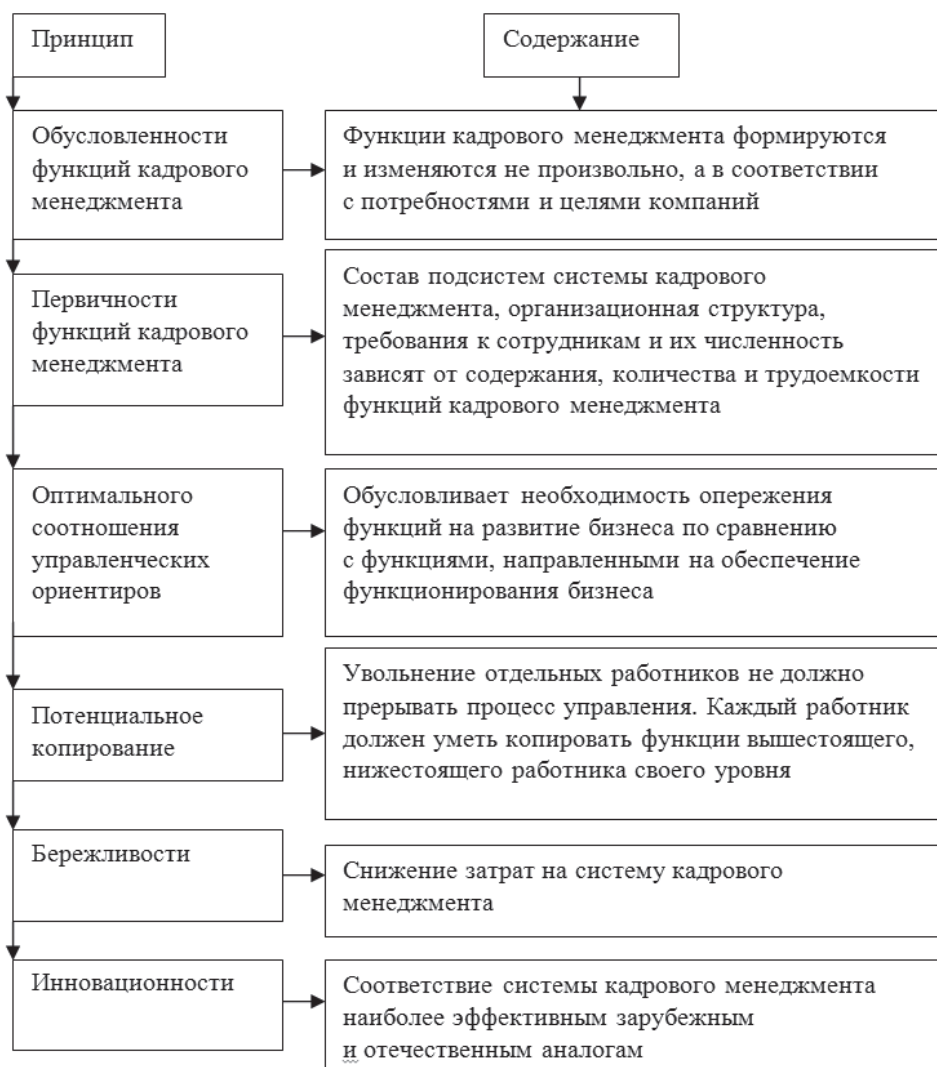 Принцип
Содержание
Обусловленности
функций кадрового
менеджмента
Функции кадрового менеджмента формируются
и изменяются не произвольно, а в соответствии
с потребностями и целями компаний
Первичности
функций кадрового
менеджмента
Состав подсистем системы кадрового
менеджмента, организационная структура,
требования к сотрудникам и их численность
зависят от содержания, количества и трудоемкости
функций кадрового менеджмента
Оптимального
соотношения
управленческих
ориентиров
Обусловливает необходимость опережения
функций на развитие бизнеса по сравнению
с функциями, направленными на обеспечение
функционирования бизнеса
Потенциальное
копирование
Увольнение отдельных работников не должно
прерывать процесс управления. Каждый работник
должен уметь копировать функции вышестоящего,
нижестоящего работника своего уровня
Бережливости
Снижение затрат на систему кадрового
менеджмента
Инновационности
Соответствие системы кадрового менеджмента
наиболее эффективным зарубежным
и отечественным аналогам